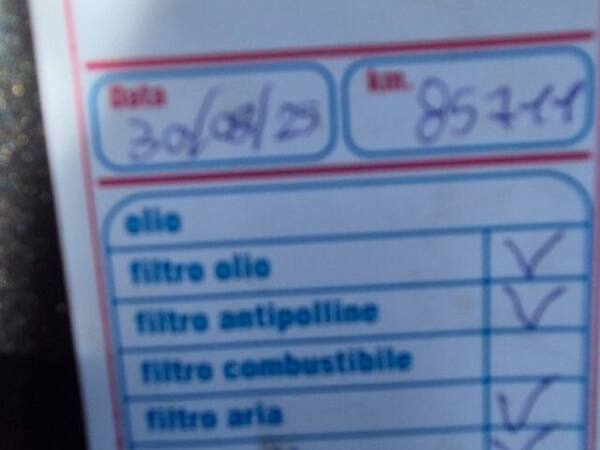 Data km.
30/08/25 85711
olio
filtro olio
filtro antipolline
filtro combustibile
filtro aria